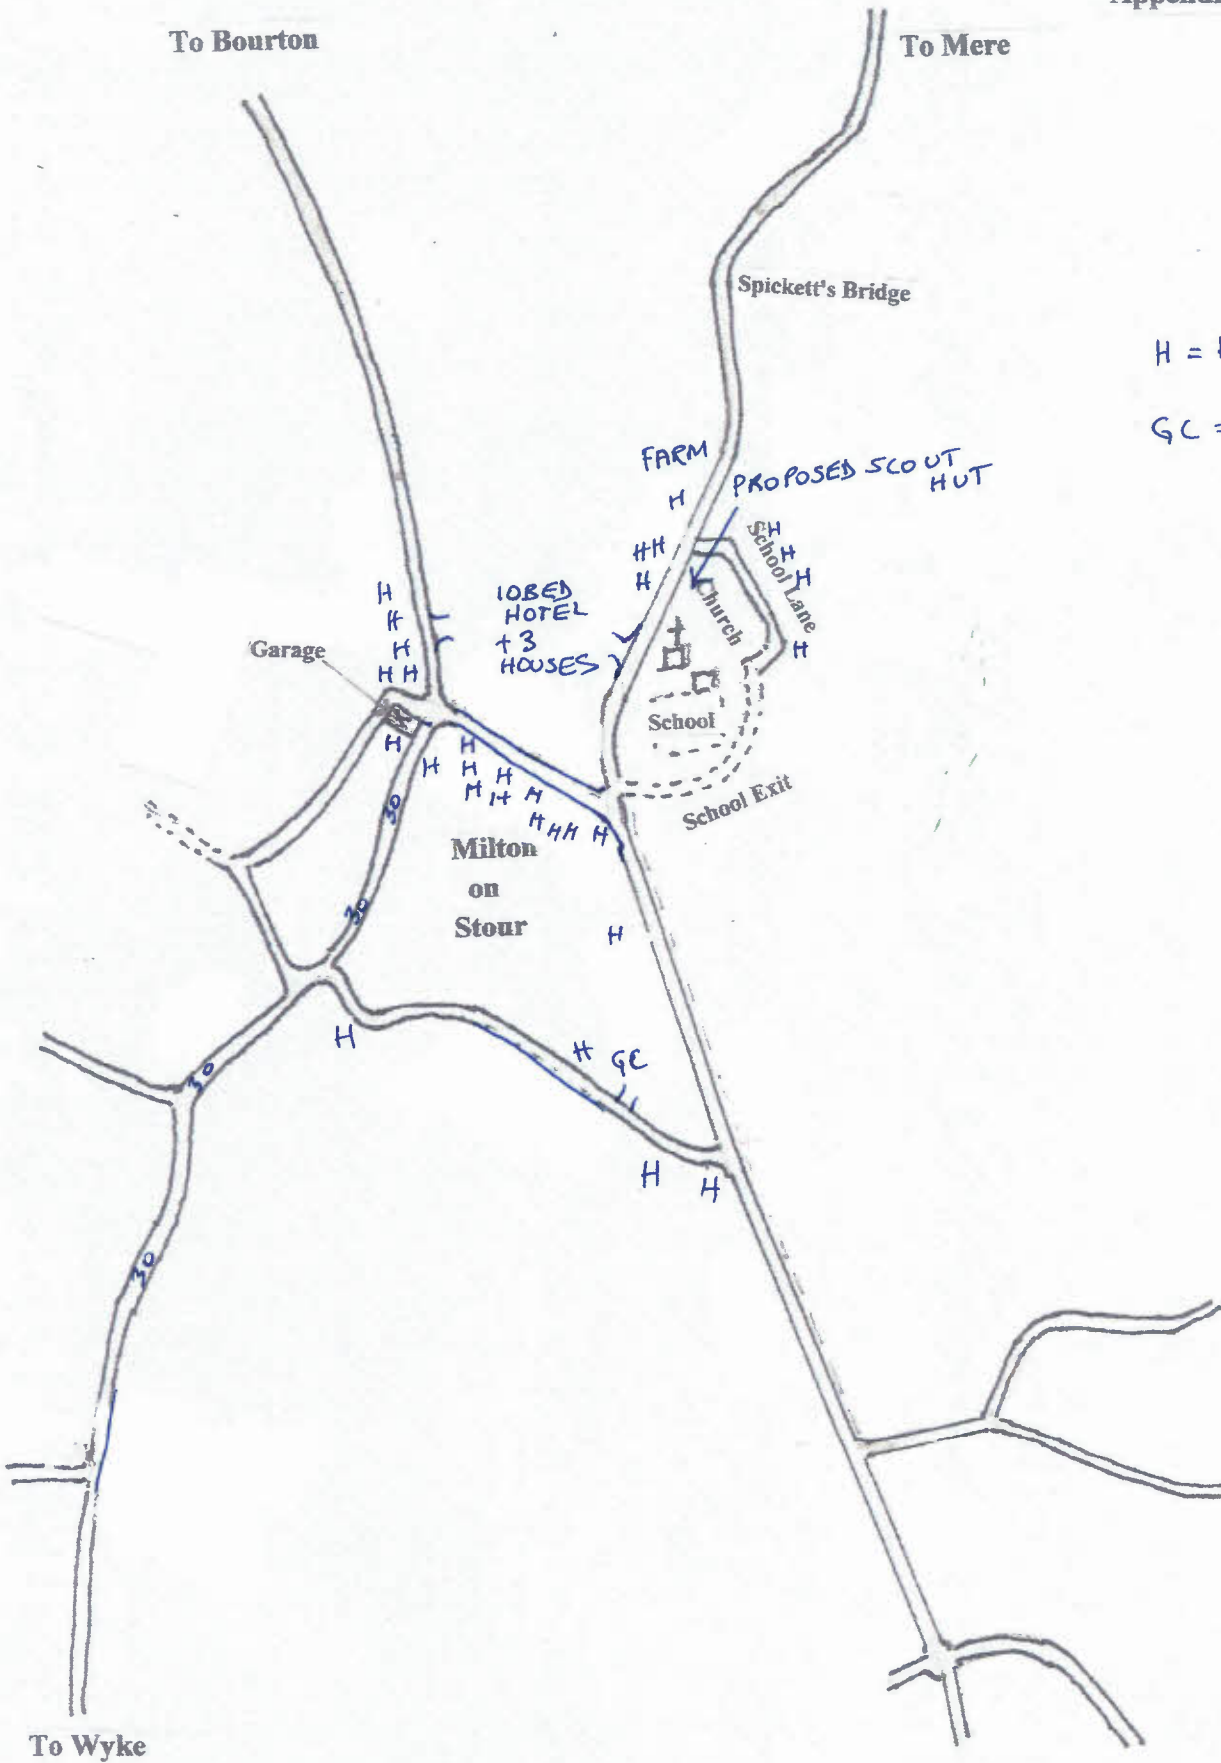 To Bourton
To Mere
Spickett's Bridge
H =
GC =
FARM
H
PROPOSED SCOUT
HUT
HH
H
H
H
H
School Lane
H
Church
10BED
HOTEL
+ 3
HOUSES
H
H
H
H H
Garage
School
School Exit
H
H
H
H
H
H
H
H
H
HH
H
30
30
Milton
on
Stour
H
H
H
GC
30
H
H
30
To Wyke